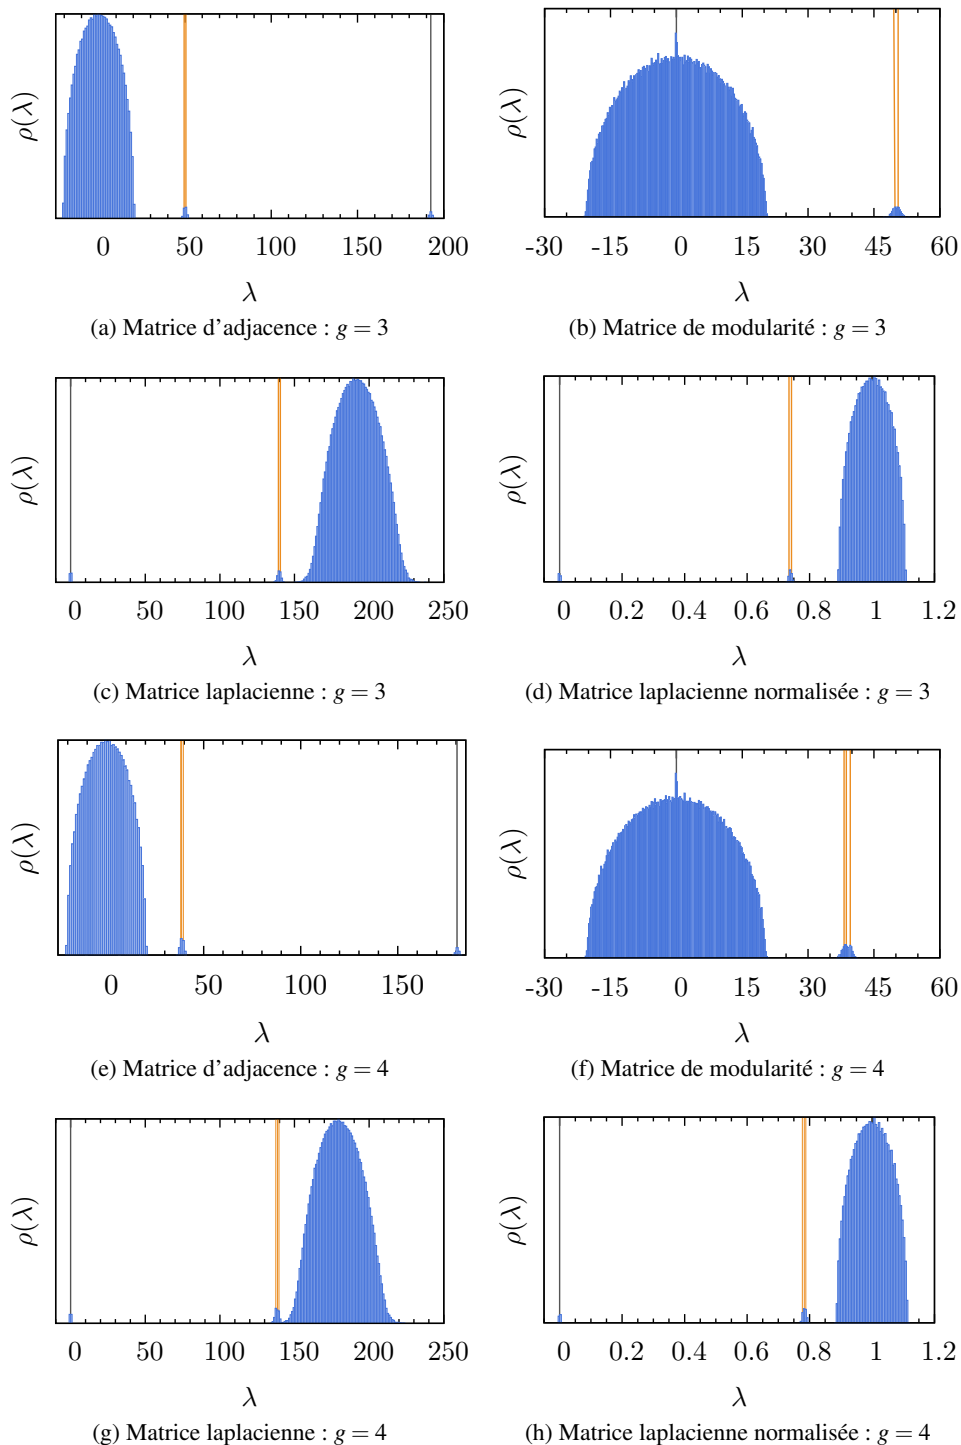 ρ(λ)
0 50 100 150 200
λ
(a) Matrice d'adjacence : g = 3
ρ(λ)
-30 -15 0 15 30 45 60
λ
(b) Matrice de modularité : g = 3
ρ(λ)
0 50 100 150 200 250
λ
(c) Matrice laplacienne : g = 3
ρ(λ)
0 0.2 0.4 0.6 0.8 1 1.2
λ
(d) Matrice laplacienne normalisée : g = 3
ρ(λ)
0 50 100 150
λ
(e) Matrice d'adjacence : g = 4
ρ(λ)
-30 -15 0 15 30 45 60
λ
(f) Matrice de modularité : g = 4
ρ(λ)
0 50 100 150 200 250
λ
(g) Matrice laplacienne : g = 4
ρ(λ)
0 0.2 0.4 0.6 0.8 1 1.2
λ
(h) Matrice laplacienne normalisée : g = 4